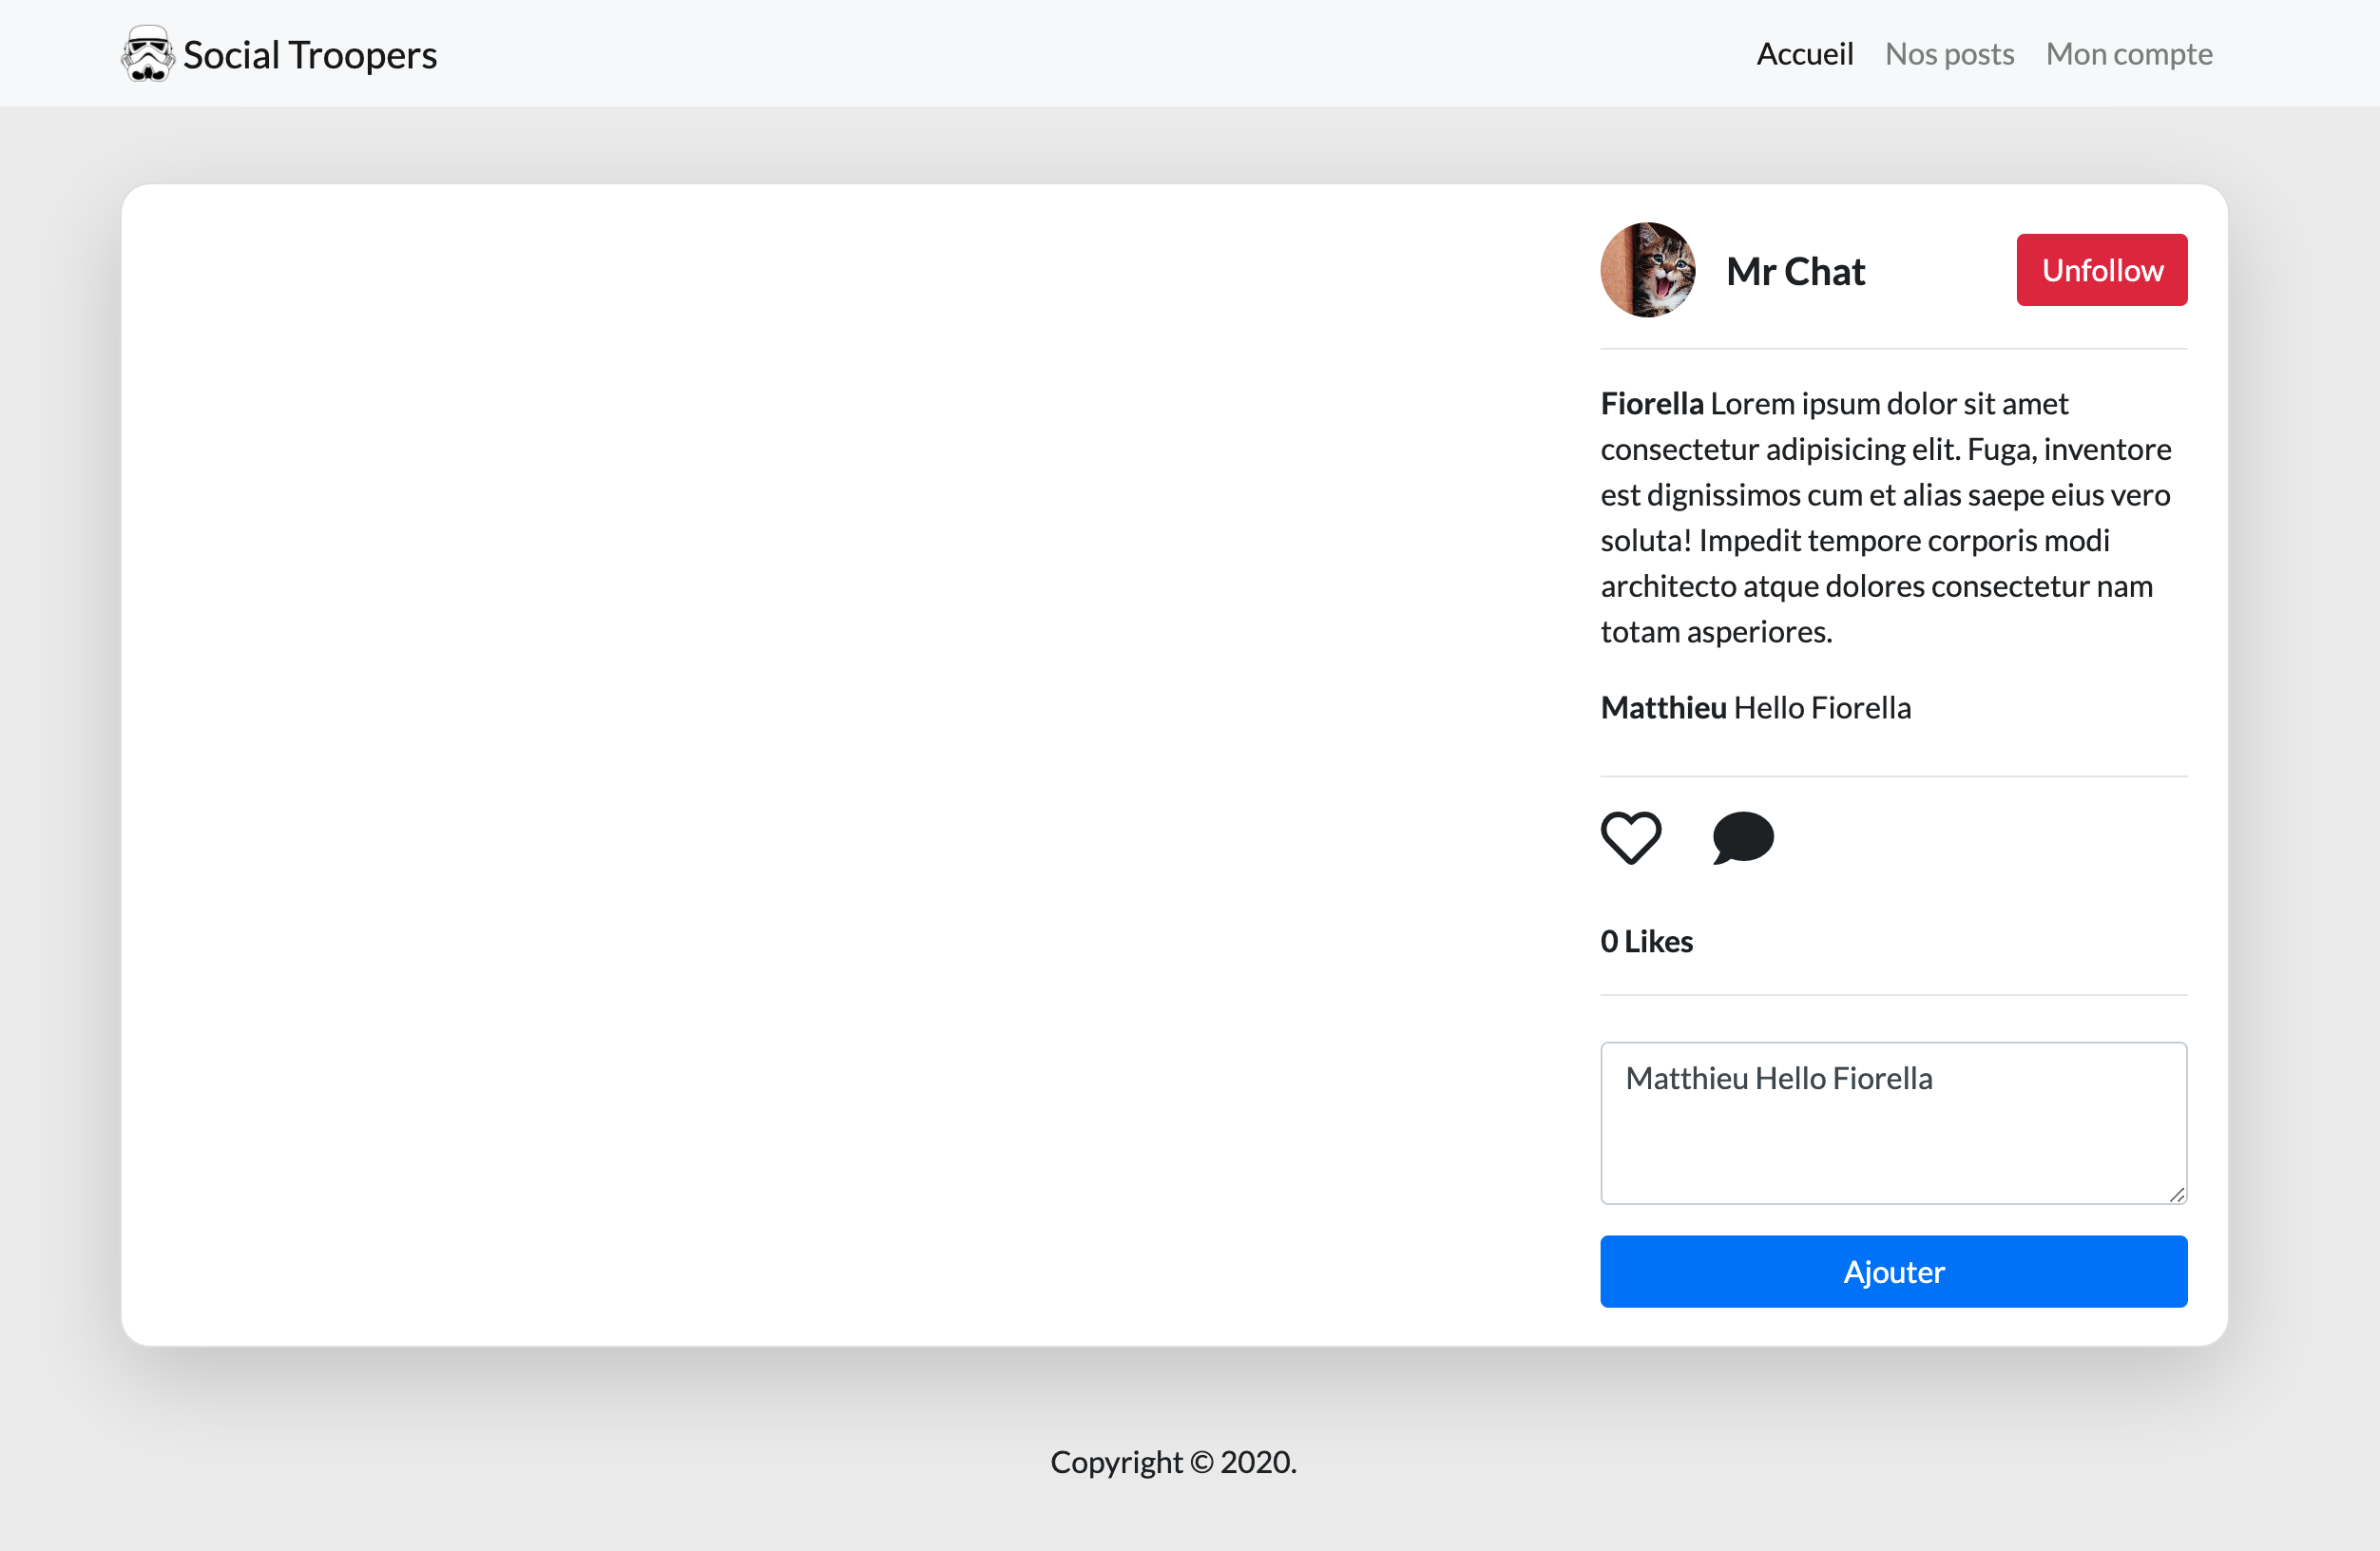 Social Troopers
Accueil Nos posts Mon compte
Mr Chat
Unfollow
Fiorella Lorem ipsum dolor sit amet
consectetur adipisicing elit. Fuga, inventore
est dignissimos cum et alias saepe eius vero
soluta! Impedit tempore corporis modi
architecto atque dolores consectetur nam
totam asperiores.
Matthieu Hello Fiorella
0 Likes
Matthieu Hello Fiorella
Ajouter
Copyright © 2020.